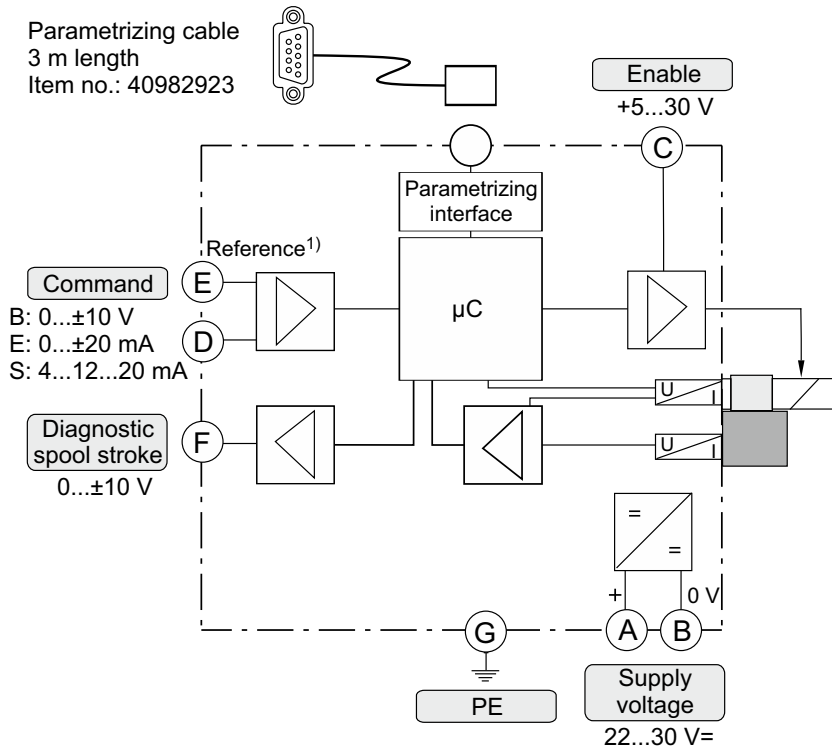 Parametrizing cable
3 m length
Item no.: 40982923
Enable
+5...30 V
C
Parametrizing
interface
Reference1)
Command
E
B: 0...±10 V
E: 0...±20 mA
S: 4...12...20 mA
D
µC
U
I
Diagnostic
spool stroke
0...±10 V
F
U
I
=
=
+
0 V
G
A
B
PE
Supply
voltage
22...30 V=